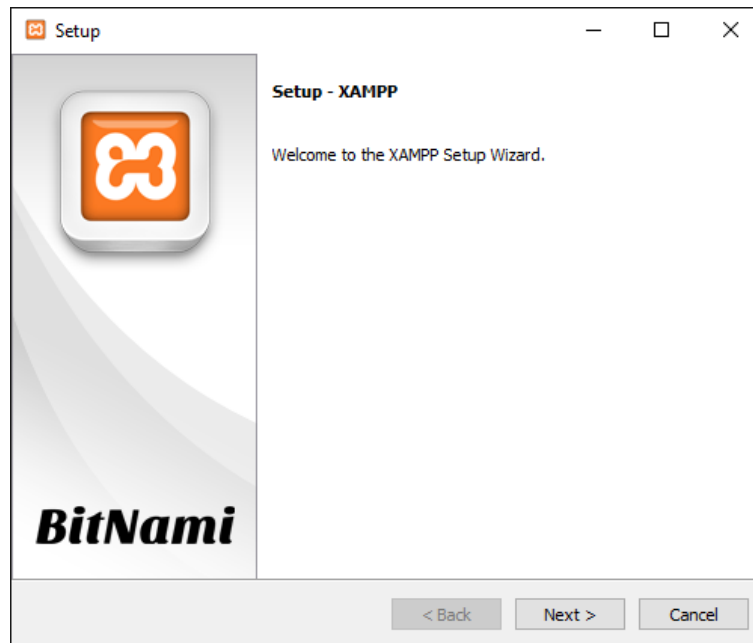 Setup
Setup - XAMPP
Welcome to the XAMPP Setup Wizard.
BitNami
< Back
Next >
Cancel